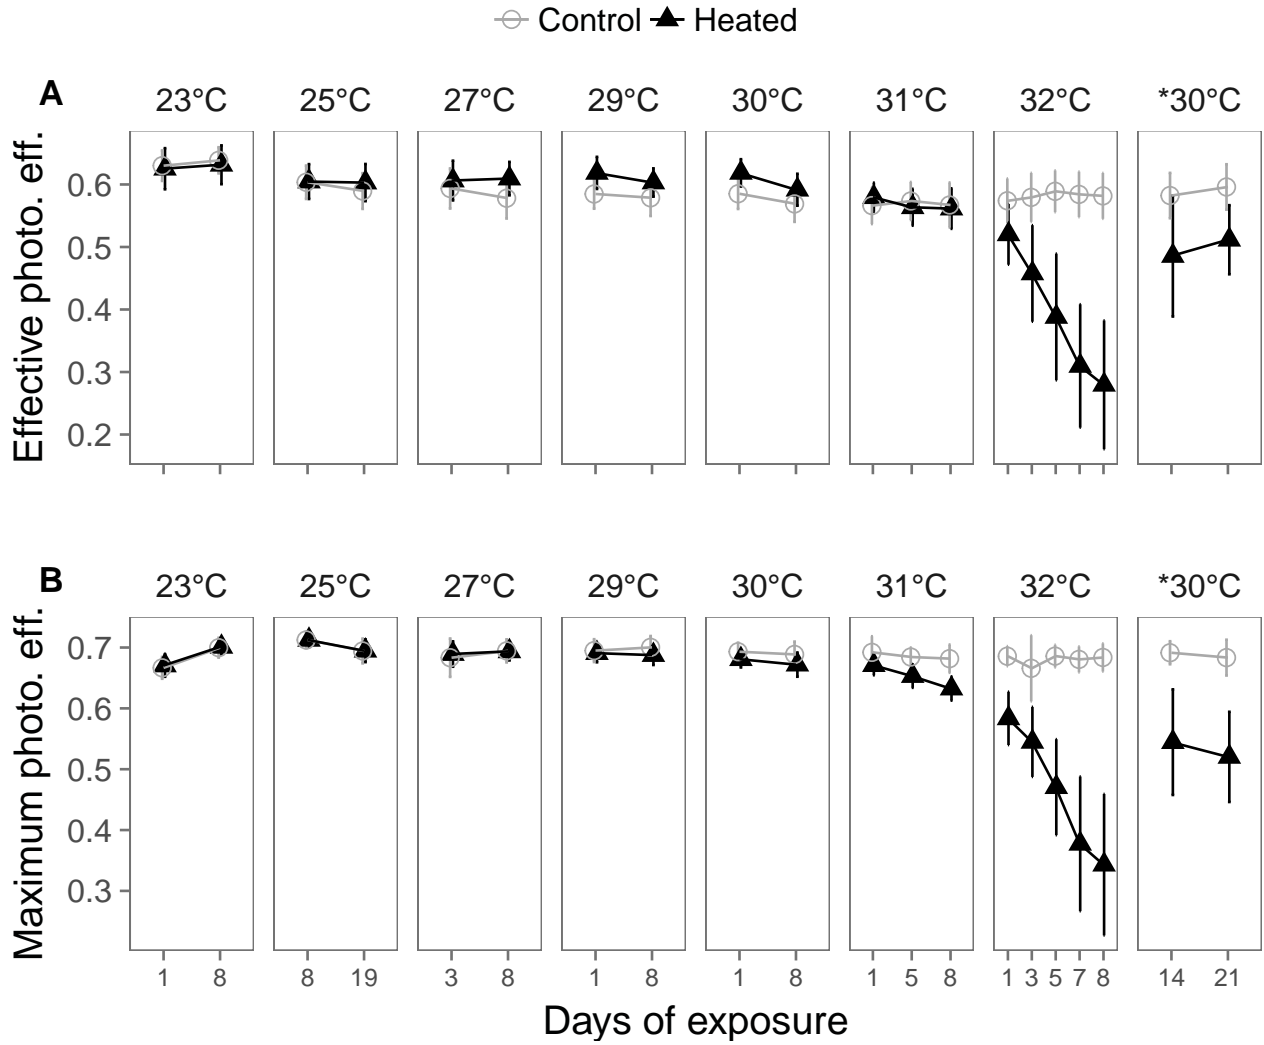 Control Heated
A
23°C 25°C 27°C 29°C 30°C 31°C 32°C *30°C
Effective photo. eff.
0.6
0.5
0.4
0.3
0.2
B
23°C 25°C 27°C 29°C 30°C 31°C 32°C *30°C
Maximum photo. eff.
0.7
0.6
0.5
0.4
0.3
1 8 8 19 3 8 1 8 1 8 1 5 8 1 3 5 7 8 14 21
Days of exposure